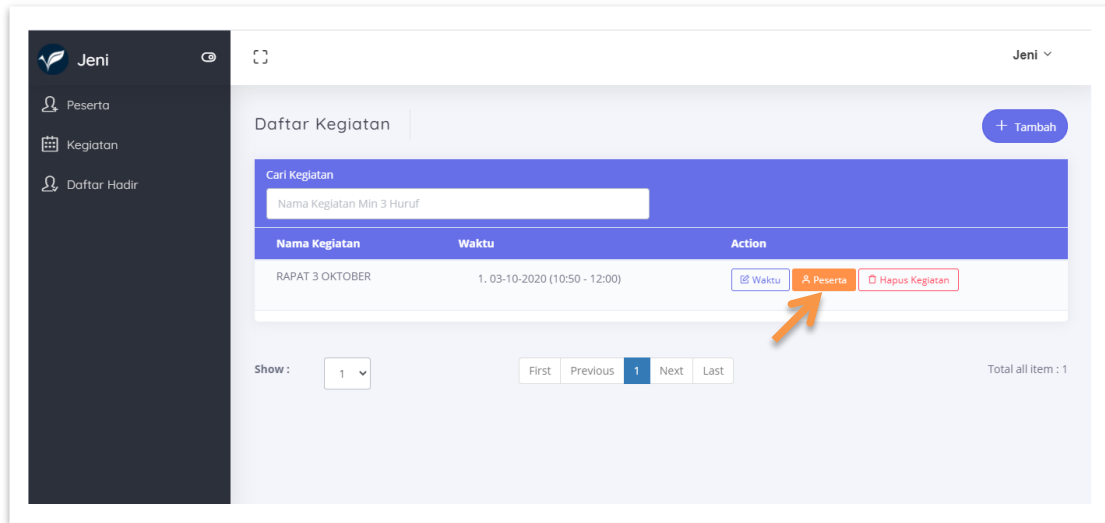 Jeni
Jeni
Peserta
Kegiatan
Daftar Hadir
Daftar Kegiatan
+ Tambah
Cari Kegiatan
Nama Kegiatan Min 3 Huruf
Nama Kegiatan Waktu Action
RAPAT 3 OKTOBER 1. 03-10-2020 (10:50 - 12:00) Waktu Peserta Hapus Kegiatan
Show : 1 First Previous 1 Next Last Total all item : 1